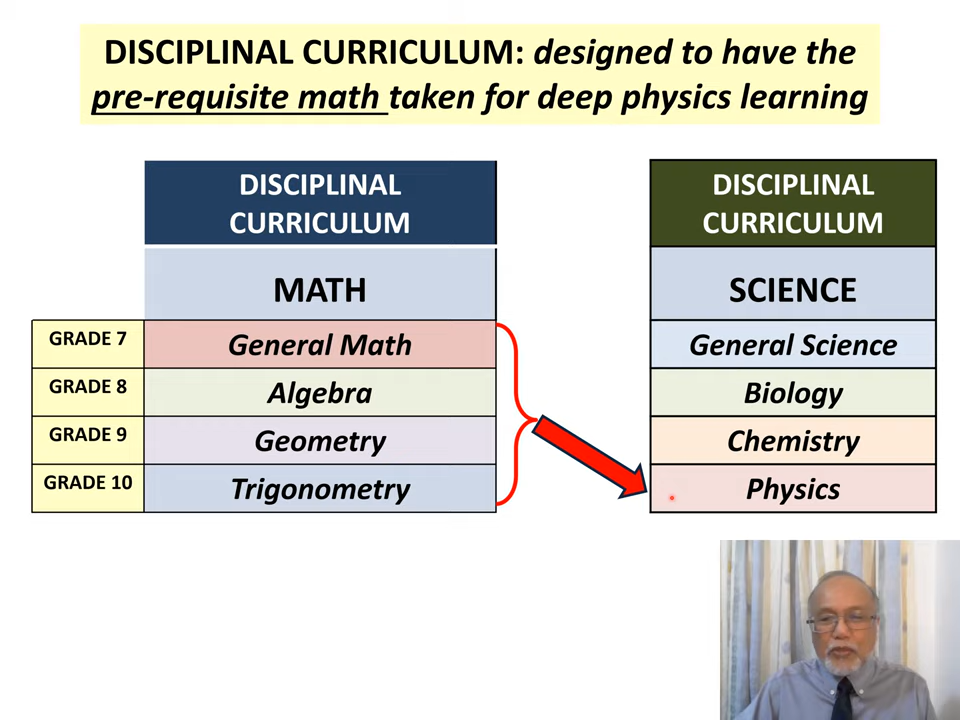 DISCIPLINAL CURRICULUM: designed to have the
pre-requisite math taken for deep physics learning
DISCIPLINAL
CURRICULUM
MATH
GRADE 7
General Math
GRADE 8
Algebra
GRADE 9
Geometry
GRADE 10
Trigonometry
DISCIPLINAL
CURRICULUM
SCIENCE
General Science
Biology
Chemistry
Physics